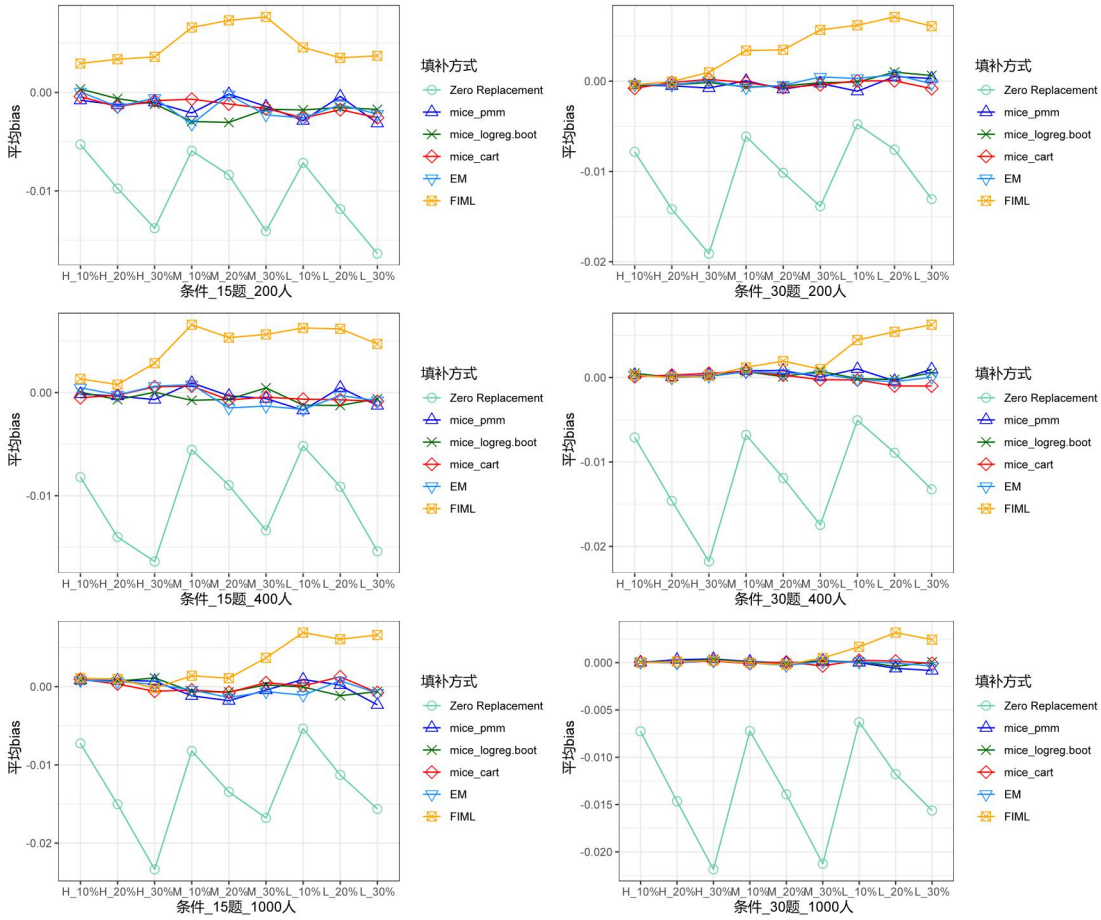 0.00
-0.01
平均bias
H_10% H_20% H_30% M_10% M_20% M_30% L_10% L_20% L_30%
条件_15题_200人
填补方式
Zero Replacement
mice_pmm
mice_logreg.boot
mice_cart
EM
FIML
0.00
-0.01
-0.02
平均bias
H_10% H_20% H_30% M_10% M_20% M_30% L_10% L_20% L_30%
条件_30题_200人
填补方式
Zero Replacement
mice_pmm
mice_logreg.boot
mice_cart
EM
FIML
0.00
-0.01
平均bias
H_10% H_20% H_30% M_10% M_20% M_30% L_10% L_20% L_30%
条件_15题_400人
填补方式
Zero Replacement
mice_pmm
mice_logreg.boot
mice_cart
EM
FIML
0.00
-0.01
-0.02
平均bias
H_10% H_20% H_30% M_10% M_20% M_30% L_10% L_20% L_30%
条件_30题_400人
填补方式
Zero Replacement
mice_pmm
mice_logreg.boot
mice_cart
EM
FIML
0.00
-0.01
-0.02
平均bias
H_10% H_20% H_30% M_10% M_20% M_30% L_10% L_20% L_30%
条件_15题_1000人
填补方式
Zero Replacement
mice_pmm
mice_logreg.boot
mice_cart
EM
FIML
0.000
-0.005
-0.010
-0.015
-0.020
平均bias
H_10% H_20% H_30% M_10% M_20% M_30% L_10% L_20% L_30%
条件_30题_1000人
填补方式
Zero Replacement
mice_pmm
mice_logreg.boot
mice_cart
EM
FIML